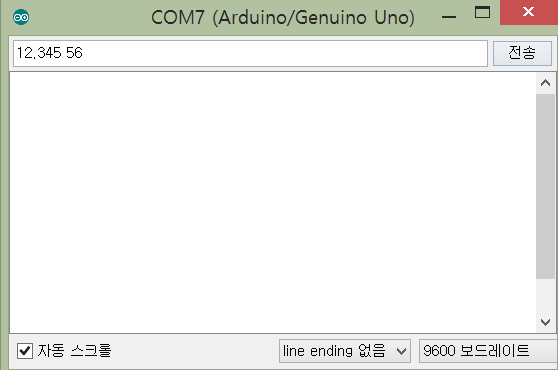 COM7 (Arduino/Genuino Uno)
12,345 56
전송
자동 스크롤
line ending 없음
9600 보드레이트